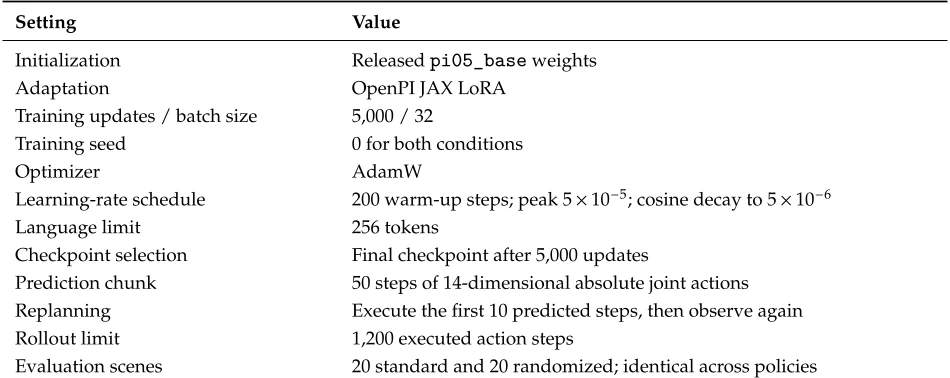 Setting Value
Initialization Released pi05_base weights
Adaptation OpenPI JAX LoRA
Training updates / batch size 5,000 / 32
Training seed 0 for both conditions
Optimizer AdamW
Learning-rate schedule 200 warm-up steps; peak 5 × 10⁻⁵; cosine decay to 5 × 10⁻⁶
Language limit 256 tokens
Checkpoint selection Final checkpoint after 5,000 updates
Prediction chunk 50 steps of 14-dimensional absolute joint actions
Replanning Execute the first 10 predicted steps, then observe again
Rollout limit 1,200 executed action steps
Evaluation scenes 20 standard and 20 randomized; identical across policies